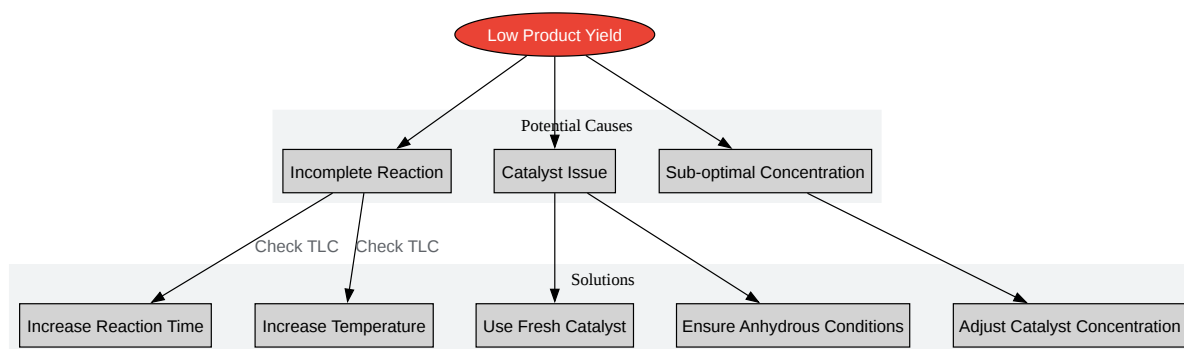 Low Product Yield
Potential Causes
Incomplete Reaction
Catalyst Issue
Sub-optimal Concentration
Check TLC
Check TLC
Solutions
Increase Reaction Time
Increase Temperature
Use Fresh Catalyst
Ensure Anhydrous Conditions
Adjust Catalyst Concentration